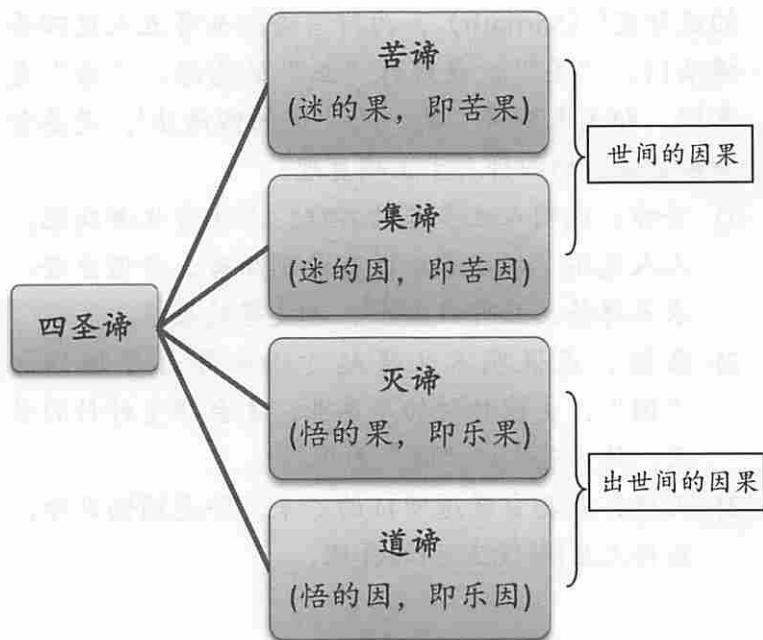 苦谛
(迷的果，即苦果)
世间的因果
集谛
(迷的因，即苦因)
四圣谛
灭谛
(悟的果，即乐果)
出世间的因果
道谛
(悟的因，即乐因)